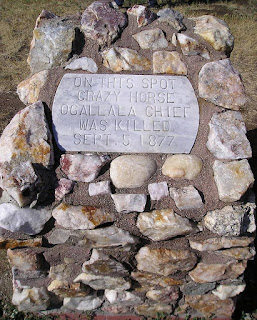 ON THIS SPOT
CRAZY HORSE
OGALLALA CHIEF
WAS KILLED
SEPT. 5, 1877